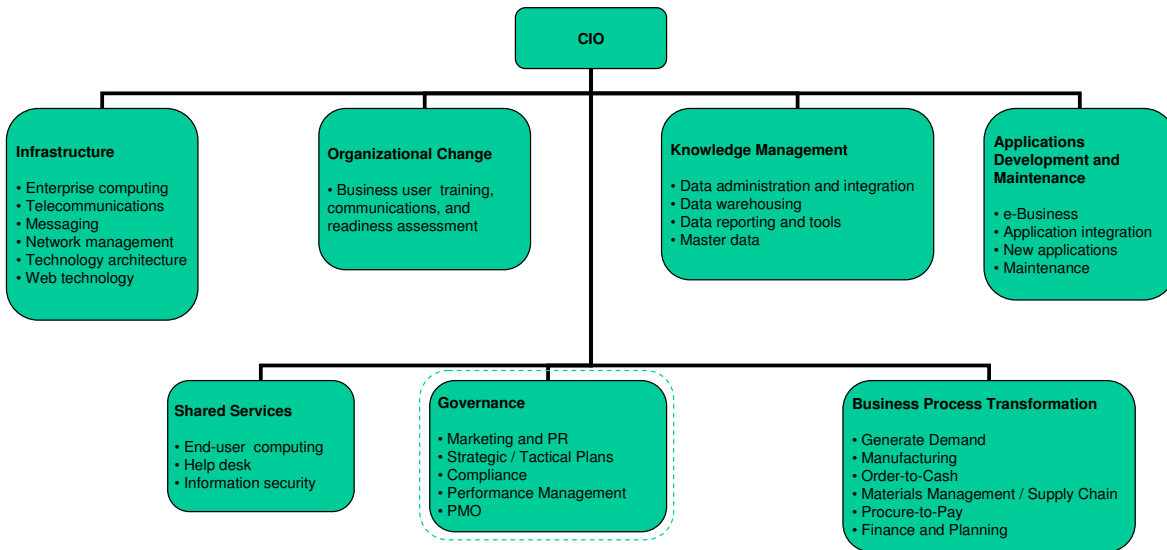 CIO
Infrastructure
• Enterprise computing
• Telecommunications
• Messaging
• Network management
• Technology architecture
• Web technology
Organizational Change
• Business user training,
communications, and
readiness assessment
Knowledge Management
• Data administration and integration
• Data warehousing
• Data reporting and tools
• Master data
Applications
Development and
Maintenance
• e-Business
• Application integration
• New applications
• Maintenance
Shared Services
• End-user computing
• Help desk
• Information security
Governance
• Marketing and PR
• Strategic / Tactical Plans
• Compliance
• Performance Management
• PMO
Business Process Transformation
• Generate Demand
• Manufacturing
• Order-to-Cash
• Materials Management / Supply Chain
• Procure-to-Pay
• Finance and Planning